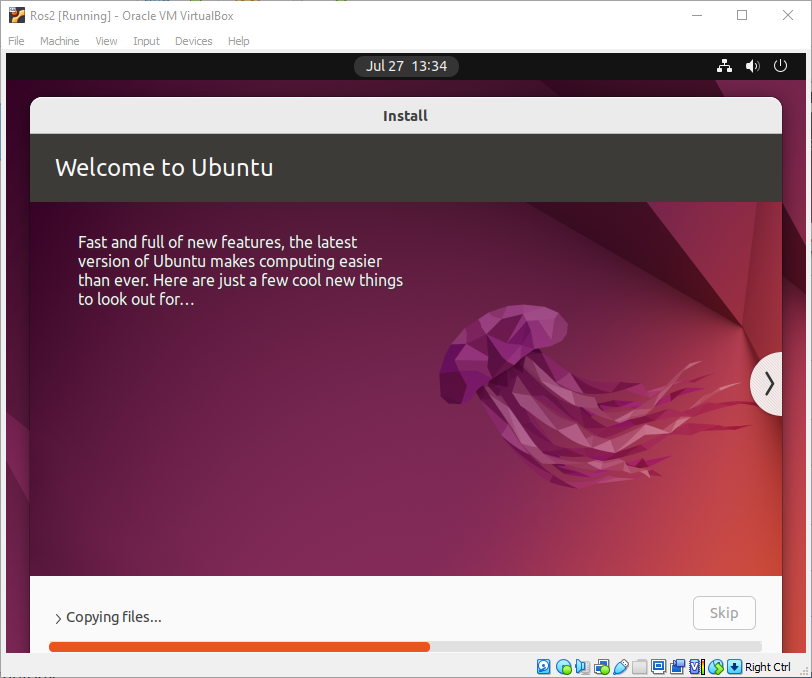 Ros2 [Running] - Oracle VM VirtualBox
File Machine View Input Devices Help
Jul 27 13:34
Install
Welcome to Ubuntu
Fast and full of new features, the latest
version of Ubuntu makes computing easier
than ever. Here are just a few cool new things
to look out for…
Copying files...
Skip
Right Ctrl